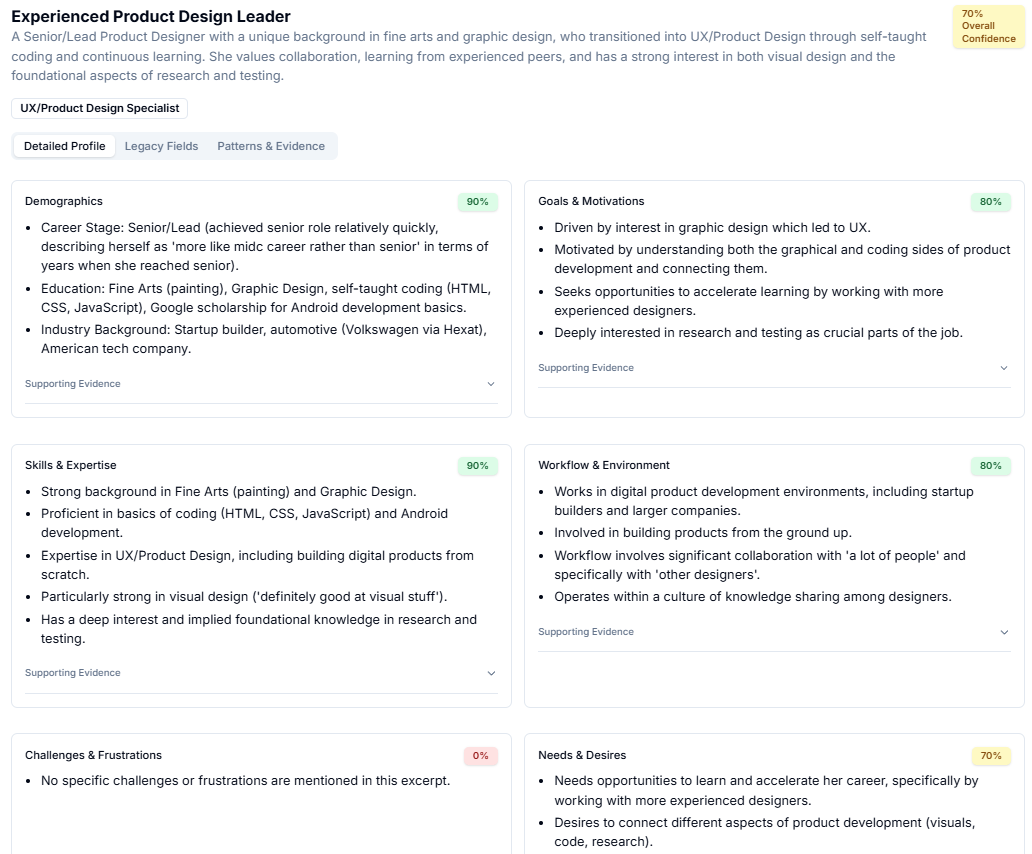 Experienced Product Design Leader
70%
Overall
Confidence
A Senior/Lead Product Designer with a unique background in fine arts and graphic design, who transitioned into UX/Product Design through self-taught
coding and continuous learning. She values collaboration, learning from experienced peers, and has a strong interest in both visual design and the
foundational aspects of research and testing.
UX/Product Design Specialist
Detailed Profile Legacy Fields Patterns & Evidence
Demographics 90%
• Career Stage: Senior/Lead (achieved senior role relatively quickly,
describing herself as 'more like midc career rather than senior' in terms of
years when she reached senior).
• Education: Fine Arts (painting), Graphic Design, self-taught coding (HTML,
CSS, JavaScript), Google scholarship for Android development basics.
• Industry Background: Startup builder, automotive (Volkswagen via Hexat),
American tech company.
Supporting Evidence
Goals & Motivations 80%
• Driven by interest in graphic design which led to UX.
• Motivated by understanding both the graphical and coding sides of product
development and connecting them.
• Seeks opportunities to accelerate learning by working with more
experienced designers.
• Deeply interested in research and testing as crucial parts of the job.
Supporting Evidence
Skills & Expertise 90%
• Strong background in Fine Arts (painting) and Graphic Design.
• Proficient in basics of coding (HTML, CSS, JavaScript) and Android
development.
• Expertise in UX/Product Design, including building digital products from
scratch.
• Particularly strong in visual design ('definitely good at visual stuff').
• Has a deep interest and implied foundational knowledge in research and
testing.
Supporting Evidence
Workflow & Environment 80%
• Works in digital product development environments, including startup
builders and larger companies.
• Involved in building products from the ground up.
• Workflow involves significant collaboration with 'a lot of people' and
specifically with 'other designers'.
• Operates within a culture of knowledge sharing among designers.
Supporting Evidence
Challenges & Frustrations 0%
• No specific challenges or frustrations are mentioned in this excerpt.
Needs & Desires 70%
• Needs opportunities to learn and accelerate her career, specifically by
working with more experienced designers.
• Desires to connect different aspects of product development (visuals,
code, research).